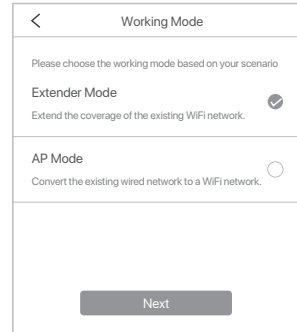 Working Mode
Please choose the working mode based on your scenario
Extender Mode
Extend the coverage of the existing WiFi network.
AP Mode
Convert the existing wired network to a WiFi network.
Next